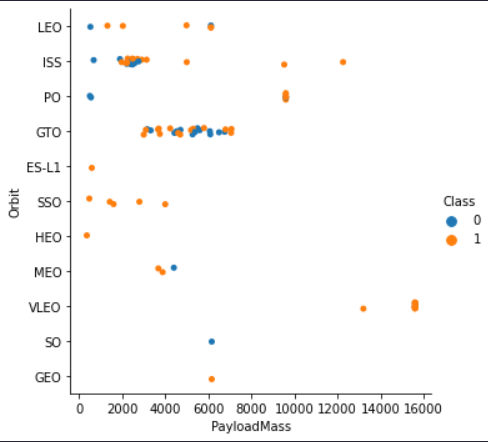 LEO
ISS
PO
GTO
ES-L1
SSO
HEO
MEO
VLEO
SO
GEO
Orbit
0 2000 4000 6000 8000 10000 12000 14000 16000
PayloadMass
Class
0
1